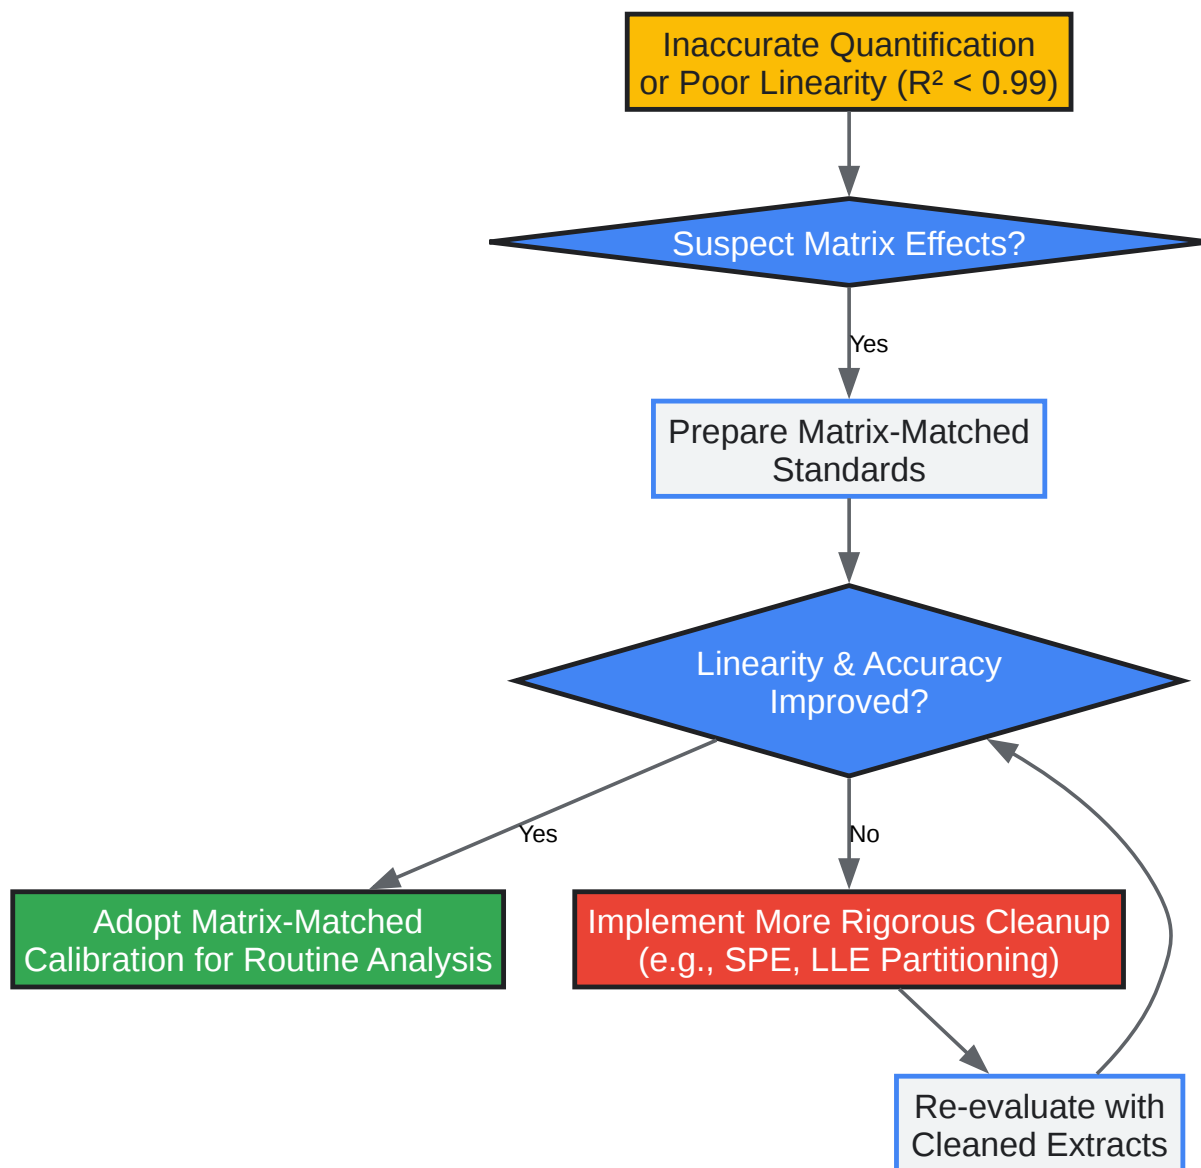 Inaccurate Quantification
or Poor Linearity (R² < 0.99)
Suspect Matrix Effects?
Yes
Prepare Matrix-Matched
Standards
Linearity & Accuracy
Improved?
Yes
No
Adopt Matrix-Matched
Calibration for Routine Analysis
Implement More Rigorous Cleanup
(e.g., SPE, LLE Partitioning)
Re-evaluate with
Cleaned Extracts